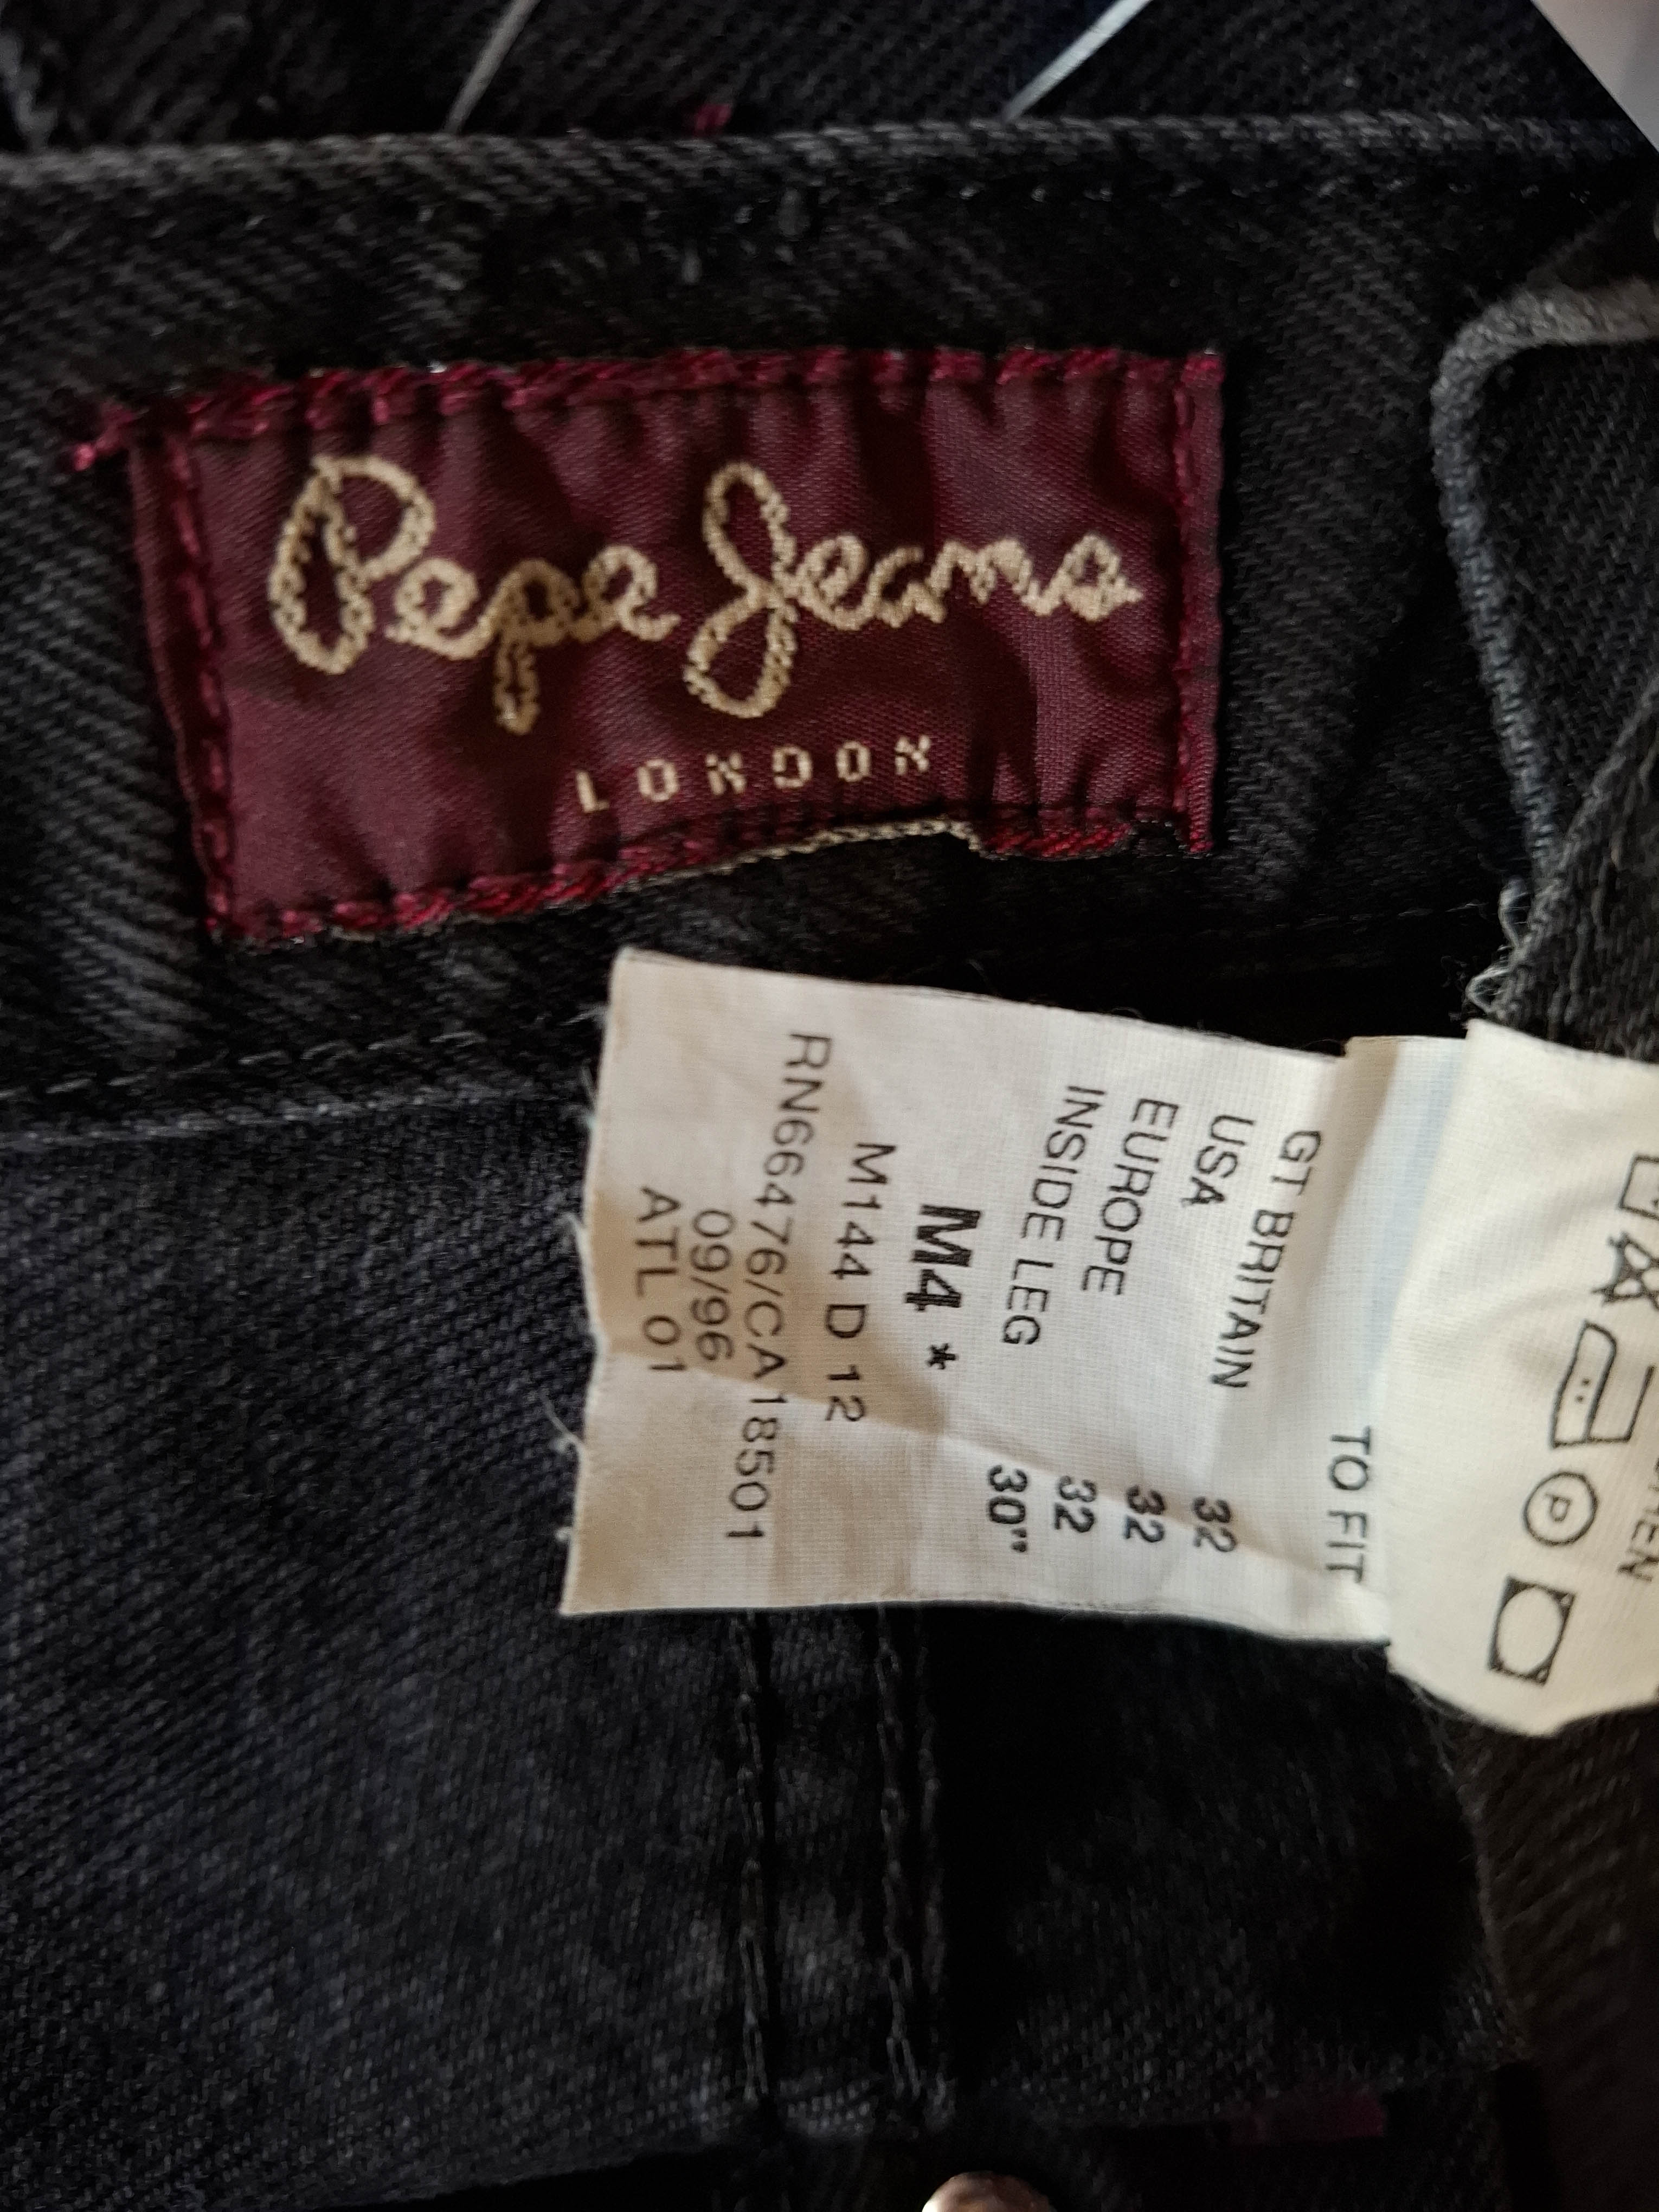 Pepe Jeans
LONDON
TO FIT
GT BRITAIN 32
USA 32
EUROPE 32
INSIDE LEG 30"
M4 *
M144 D 12
RN66476/CA18501
09/96
ATL 01
P